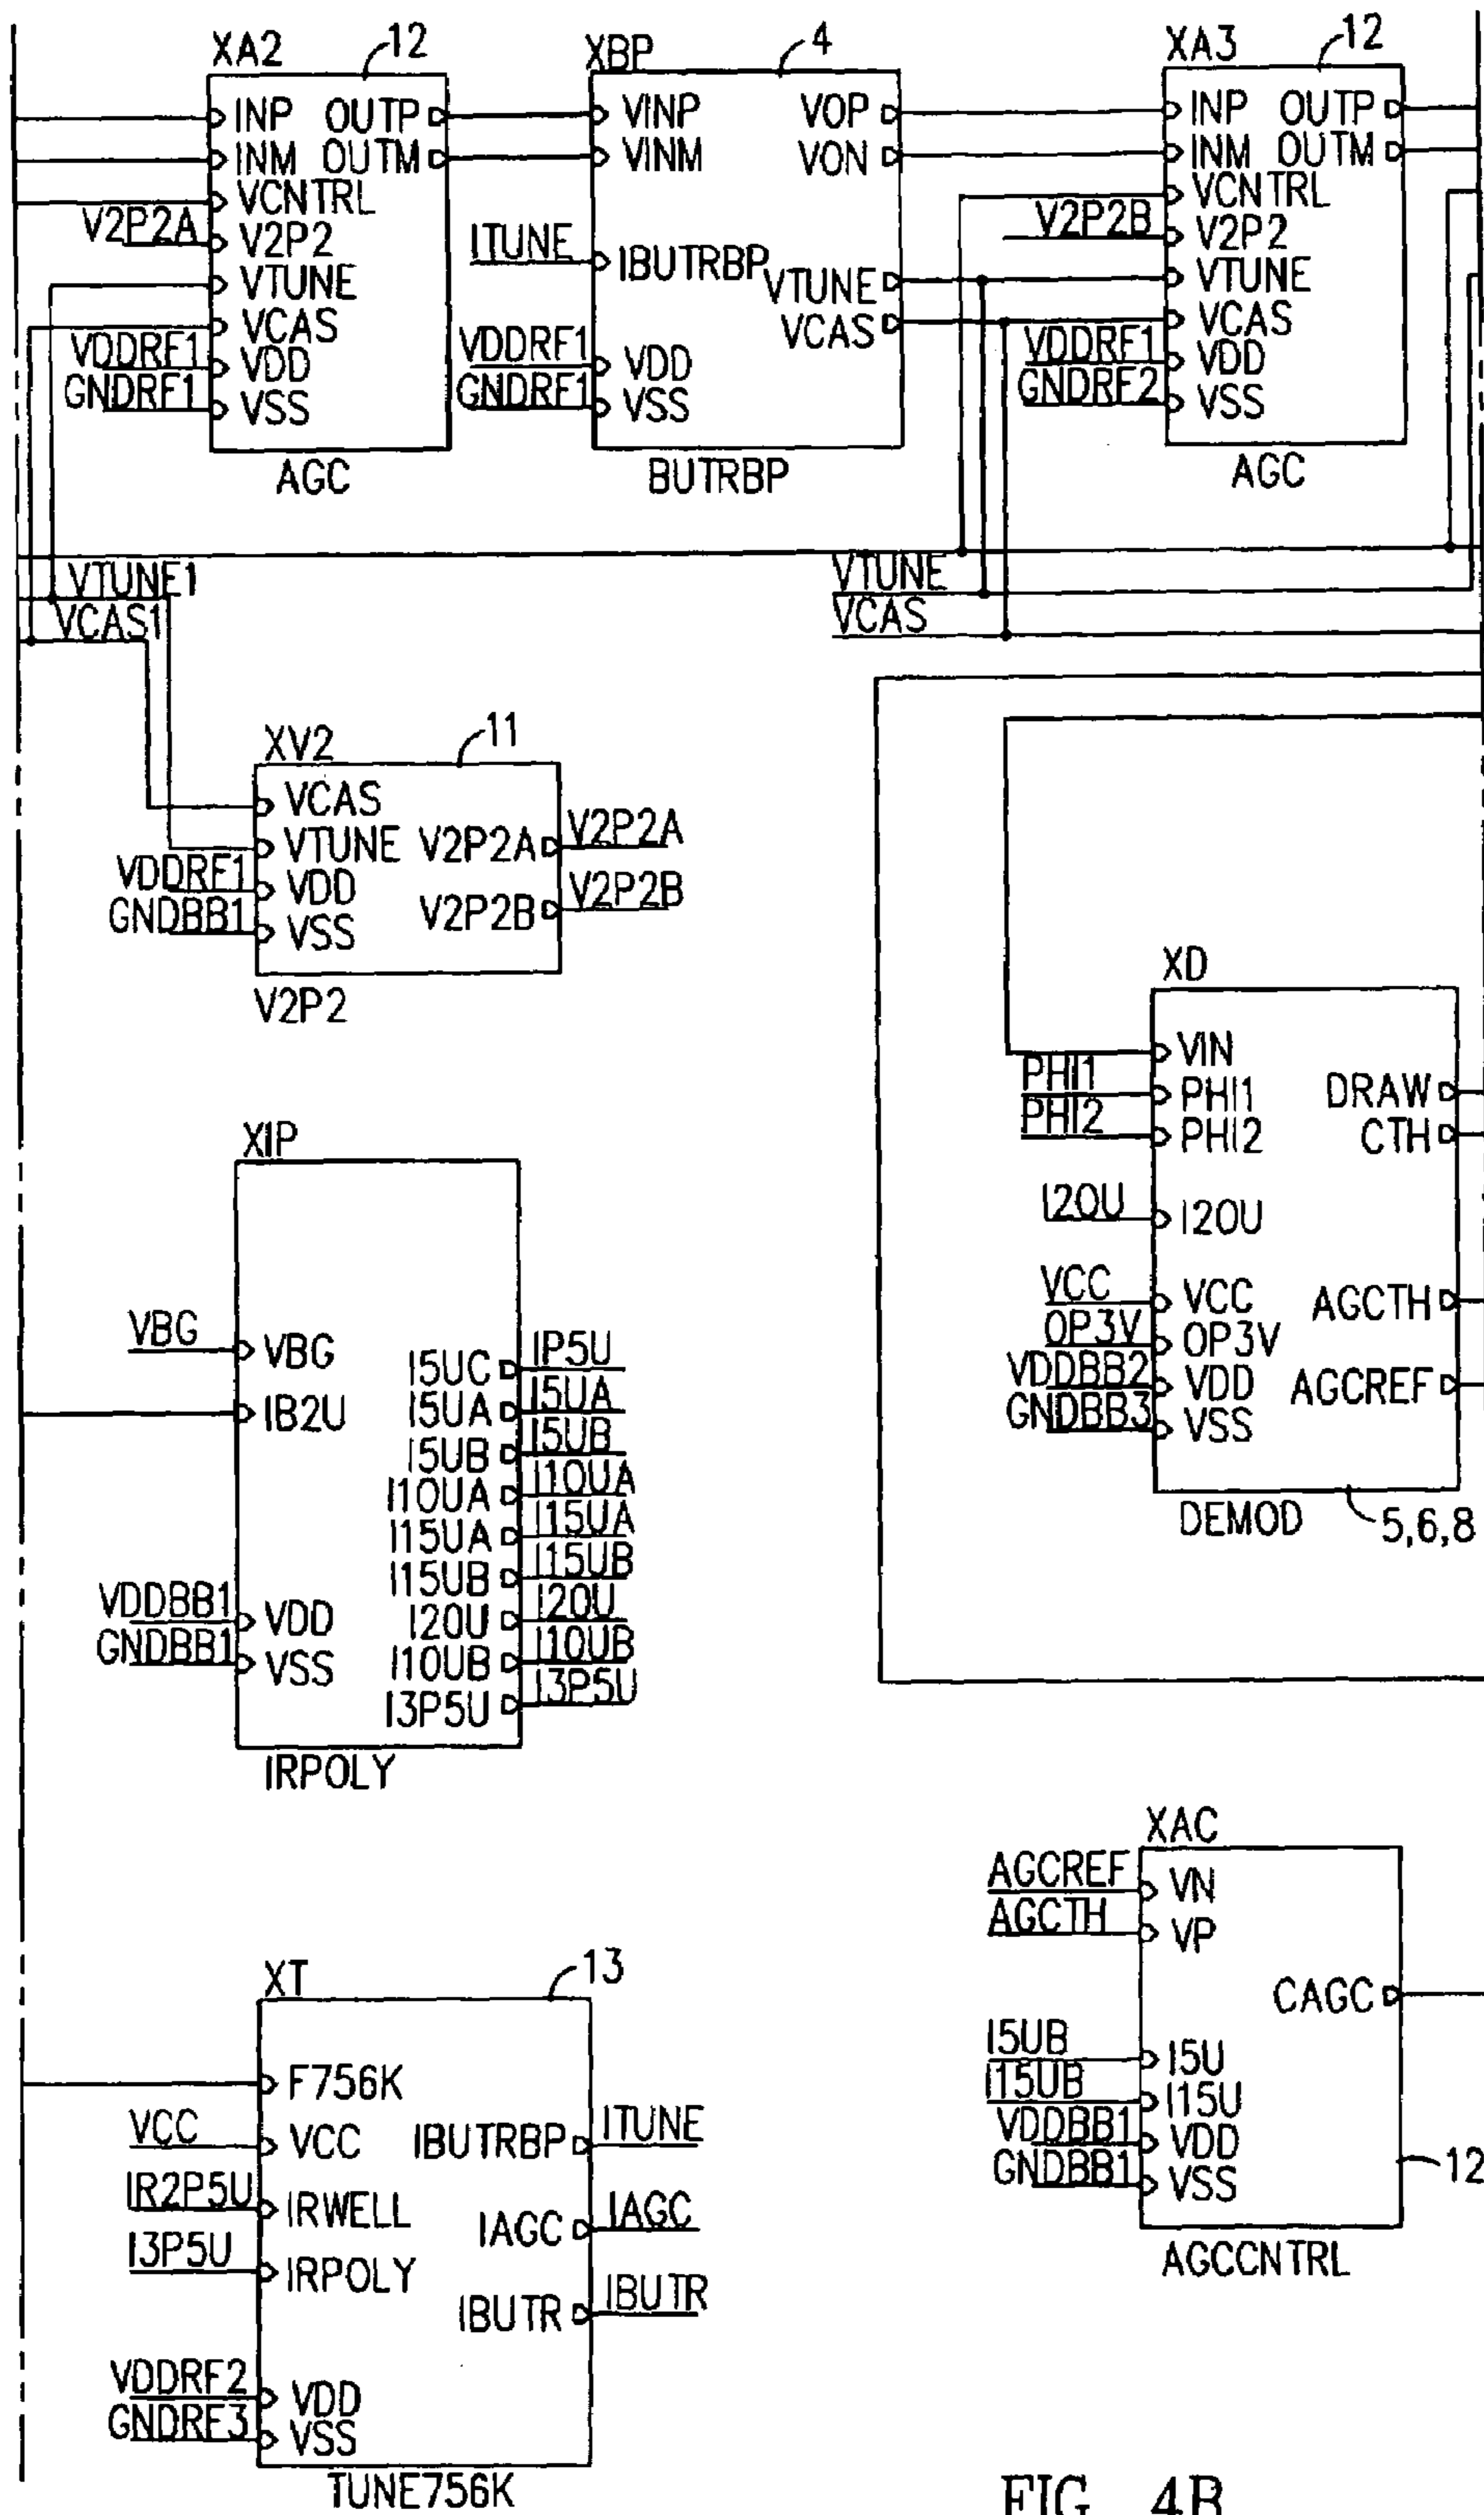 XA2
12
INP OUTP
INM OUTM
VCNTRL
V2P2A
V2P2
VTUNE
VCAS
VDDRF1
VDD
GNDRF1
VSS
AGC
XBP
4
VINP VOP
VINM VON
ITUNE
IBUTRBP
VTUNE
VCAS
VDDRF1
VDD
GNDRF1
VSS
BUTRBP
XA3
12
INP OUTP
INM OUTM
VCNTRL
V2P2B
V2P2
VTUNE
VCAS
VDDRF1
VDD
GNDRF2
VSS
AGC
VTUNE1
VCAS1
VTUNE
VCAS
XV2
11
VCAS
VTUNE V2P2A V2P2A
VDDRF1
VDD
GNDBB1
VSS
V2P2B V2P2B
V2P2
XD
VIN
PHI1
PHI1
PHI2
PHI2
DRAW
CTH
I20U
I20U
VCC
VCC
AGCTH
OP3V
OP3V
VDDBB2
VDD
AGCREF
GNDBB3
VSS
DEMOD
5,6,8
XIP
VBG
VBG
IB2U
I5UC IP5U
I5UA I5UA
I5UB I5UB
I10UA I10UA
I15UA I15UA
I15UB I15UB
VDDBB1
VDD
I20U I20U
GNDBB1
VSS
I10UB I10UB
I3P5U I3P5U
IRPOLY
XAC
AGCREF
VN
AGCTH
VP
CAGC
I5UB
I5U
I15UB
I15U
VDDBB1
VDD
GNDBB1
VSS
12
AGCCNTRL
XT
13
F756K
VCC
VCC
IBUTRBP ITUNE
IR2P5U
IRWELL
IAGC IAGC
I3P5U
IRPOLY
IBUTR IBUTR
VDDRF2
VDD
GNDRE3
VSS
TUNE756K
FIG. 4B